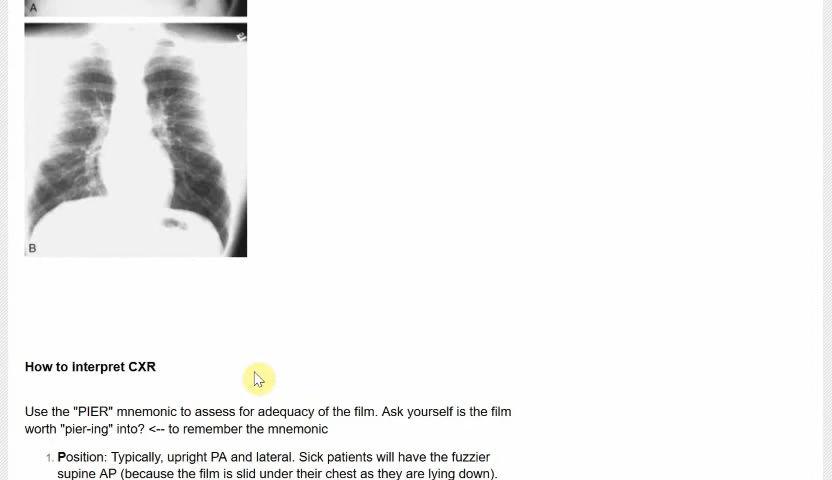 A
B
How to interpret CXR
Use the "PIER" mnemonic to assess for adequacy of the film. Ask yourself is the film
worth "pier-ing" into? <-- to remember the mnemonic
1. Position: Typically, upright PA and lateral. Sick patients will have the fuzzier
supine AP (because the film is slid under their chest as they are lying down).